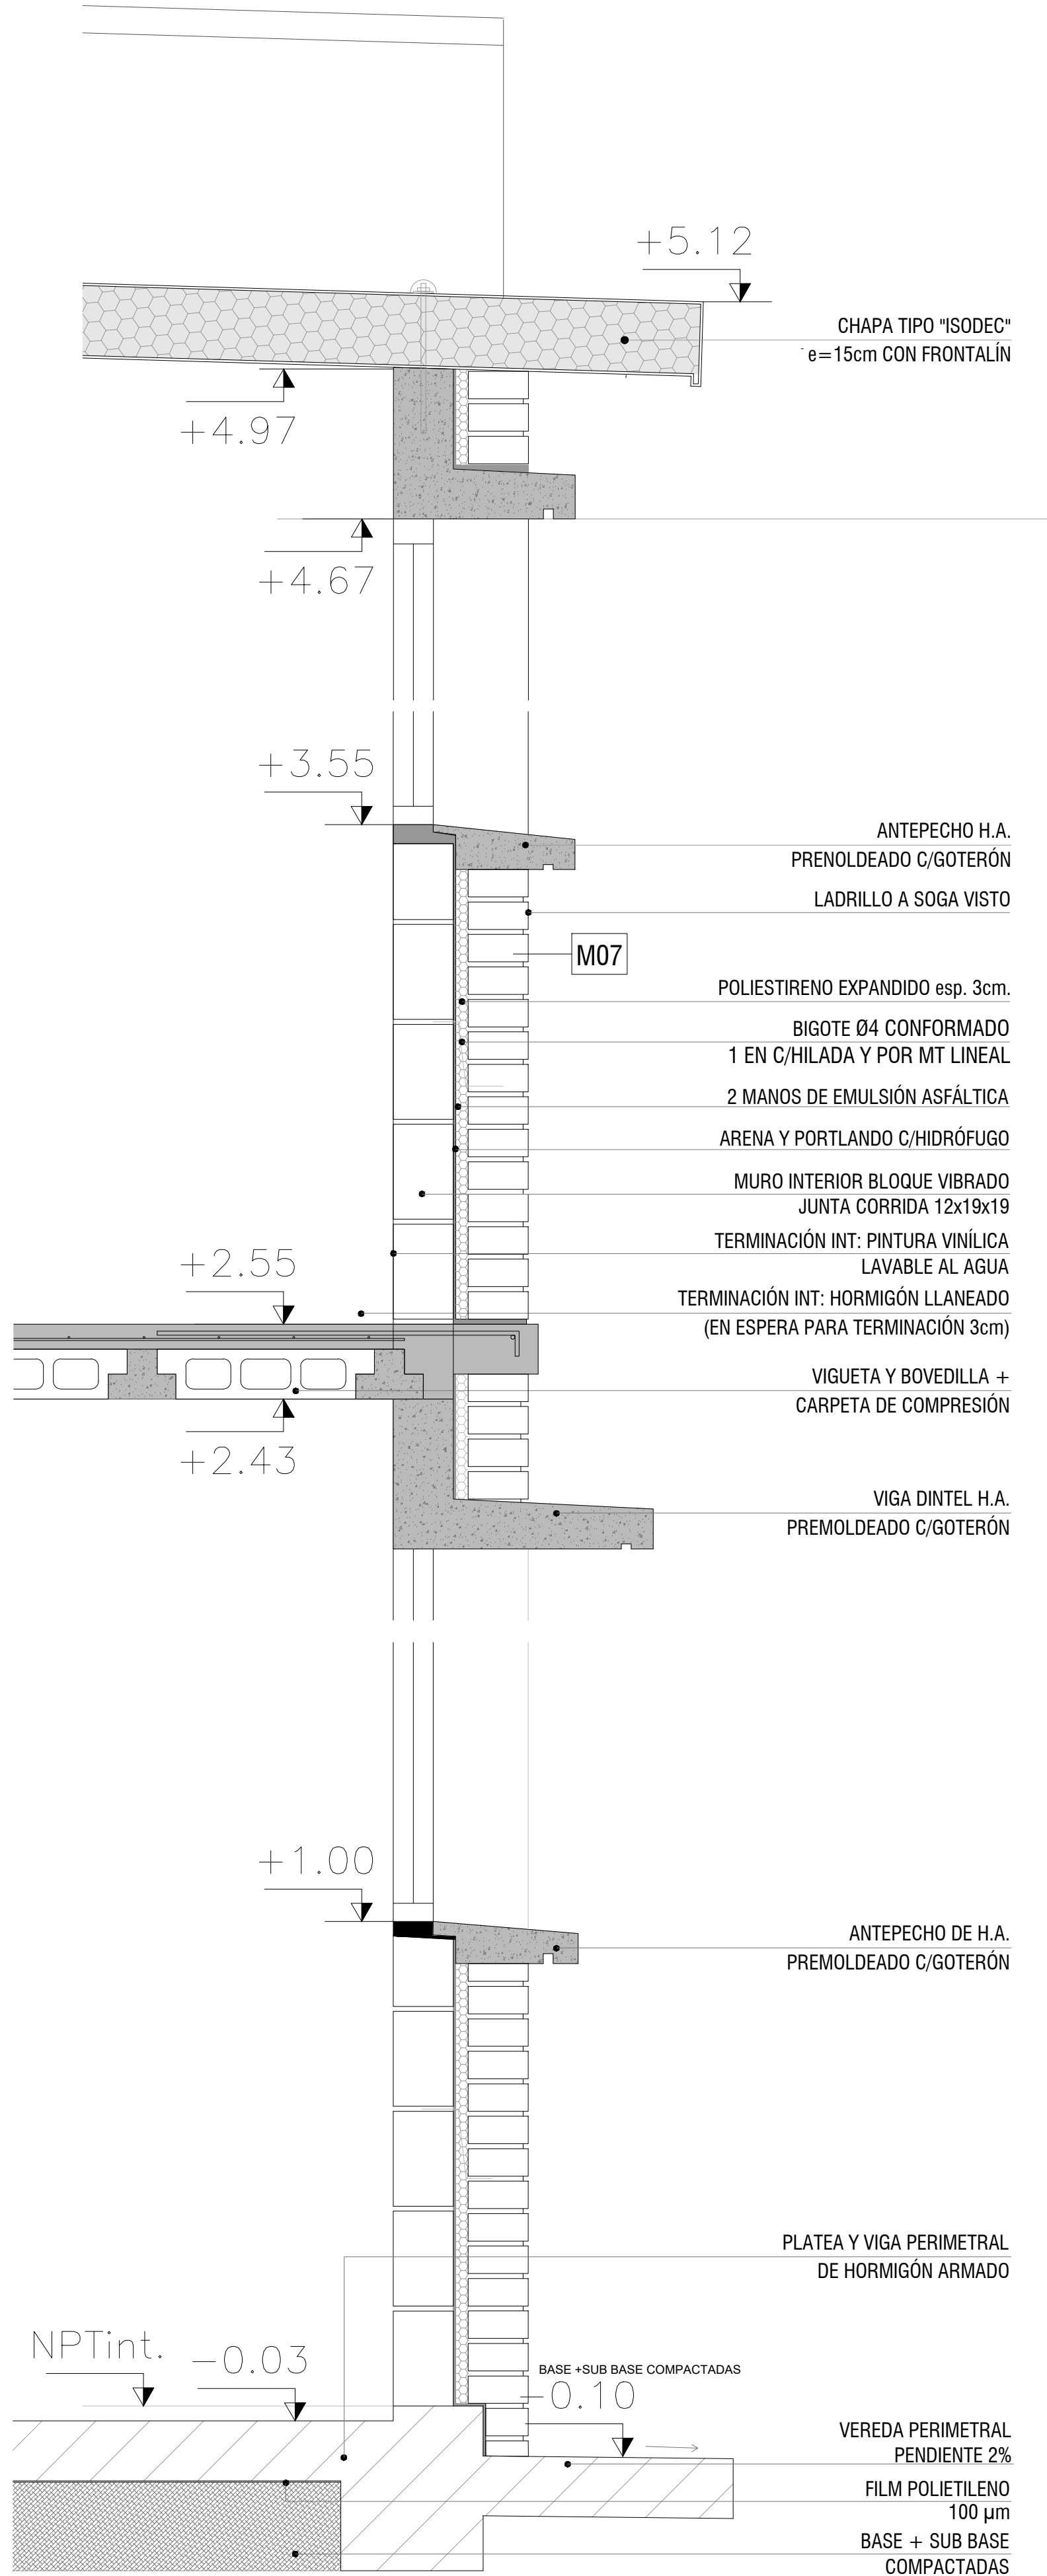 +5.12
CHAPA TIPO "ISODEC"
e=15cm CON FRONTALÍN
+4.97
+4.67
+3.55
ANTEPECHO H.A.
PRENOLDEADO C/GOTERÓN
LADRILLO A SOGA VISTO
M07
POLIESTIRENO EXPANDIDO esp. 3cm.
BIGOTE Ø4 CONFORMADO
1 EN C/HILADA Y POR MT LINEAL
2 MANOS DE EMULSIÓN ASFÁLTICA
ARENA Y PORTLANDO C/HIDRÓFUGO
MURO INTERIOR BLOQUE VIBRADO
JUNTA CORRIDA 12x19x19
TERMINACIÓN INT: PINTURA VINÍLICA
LAVABLE AL AGUA
+2.55
TERMINACIÓN INT: HORMIGÓN LLANEADO
(EN ESPERA PARA TERMINACIÓN 3cm)
VIGUETA Y BOVEDILLA +
CARPETA DE COMPRESIÓN
+2.43
VIGA DINTEL H.A.
PREMOLDEADO C/GOTERÓN
+1.00
ANTEPECHO DE H.A.
PREMOLDEADO C/GOTERÓN
PLATEA Y VIGA PERIMETRAL
DE HORMIGÓN ARMADO
NPTint.
-0.03
BASE +SUB BASE COMPACTADAS
-0.10
VEREDA PERIMETRAL
PENDIENTE 2%
FILM POLIETILENO
100 µm
BASE + SUB BASE
COMPACTADAS